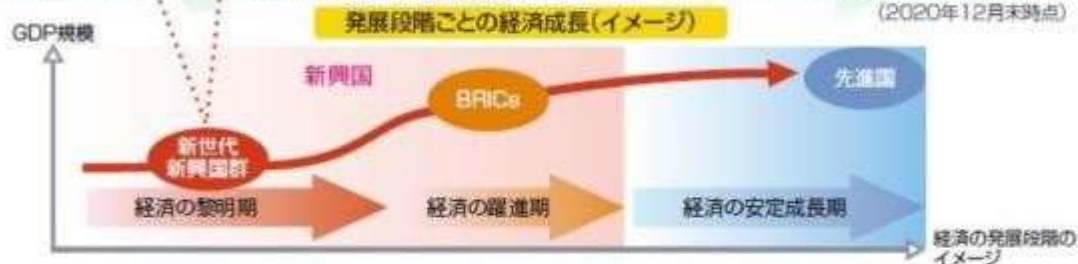 発展段階ごとの経済成長(イメージ)
(2020年12月末時点)
GDP規模
新興国
BRICs
先進国
新世代
新興国群
経済の黎明期
経済の躍進期
経済の安定成長期
経済の発展段階の
イメージ